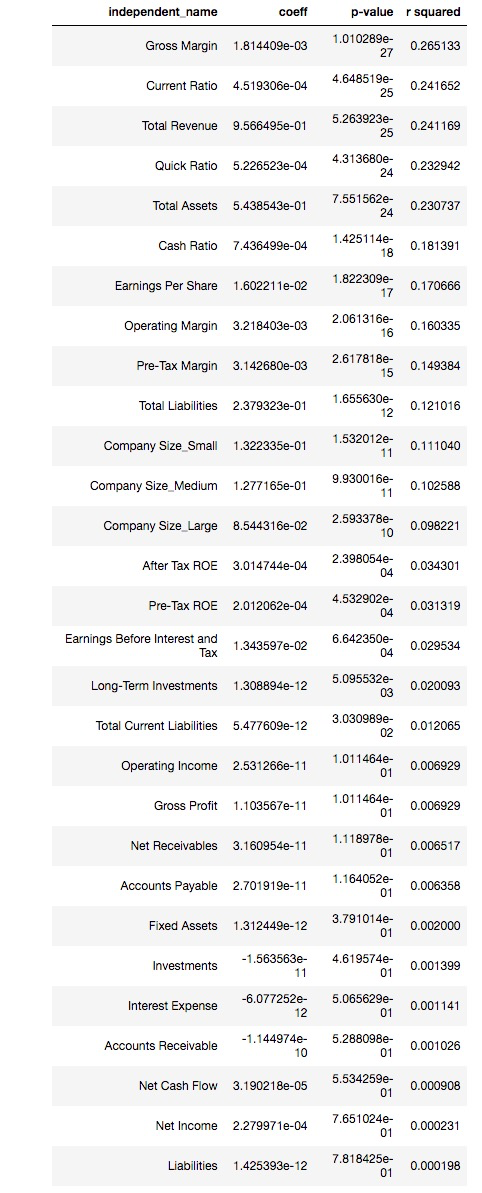 independent_name coeff p-value r squared
Gross Margin 1.814409e-03 1.010289e-
27 0.265133
Current Ratio 4.519306e-04 4.648519e-
25 0.241652
Total Revenue 9.566495e-01 5.263923e-
25 0.241169
Quick Ratio 5.226523e-04 4.313680e-
24 0.232942
Total Assets 5.438543e-01 7.551562e-
24 0.230737
Cash Ratio 7.436499e-04 1.425114e-
18 0.181391
Earnings Per Share 1.602211e-02 1.822309e-
17 0.170666
Operating Margin 3.218403e-03 2.061316e-
16 0.160335
Pre-Tax Margin 3.142680e-03 2.617818e-
15 0.149384
Total Liabilities 2.379323e-01 1.655630e-
12 0.121016
Company Size_Small 1.322335e-01 1.532012e-
11 0.111040
Company Size_Medium 1.277165e-01 9.930016e-
11 0.102588
Company Size_Large 8.544316e-02 2.593378e-
10 0.098221
After Tax ROE 3.014744e-04 2.398054e-
04 0.034301
Pre-Tax ROE 2.012062e-04 4.532902e-
04 0.031319
Earnings Before Interest and
Tax 1.343597e-02 6.642350e-
04 0.029534
Long-Term Investments 1.308894e-12 5.095532e-
03 0.020093
Total Current Liabilities 5.477609e-12 3.030989e-
02 0.012065
Operating Income 2.531266e-11 1.011464e-
01 0.006929
Gross Profit 1.103567e-11 1.011464e-
01 0.006929
Net Receivables 3.160954e-11 1.118978e-
01 0.006517
Accounts Payable 2.701919e-11 1.164052e-
01 0.006358
Fixed Assets 1.312449e-12 3.791014e-
01 0.002000
Investments -1.563563e-
11 4.619574e-
01 0.001399
Interest Expense -6.077252e-
12 5.065629e-
01 0.001141
Accounts Receivable -1.144974e-
10 5.288098e-
01 0.001026
Net Cash Flow 3.190218e-05 5.534259e-
01 0.000908
Net Income 2.279971e-04 7.651024e-
01 0.000231
Liabilities 1.425393e-12 7.818425e-
01 0.000198